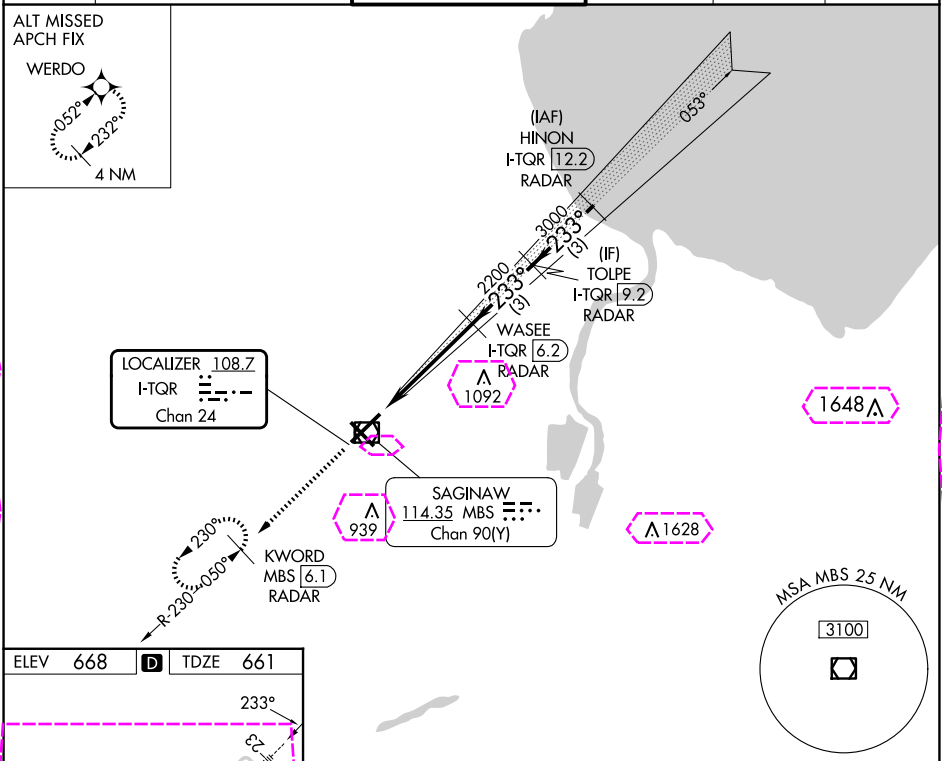 ALT MISSED
APCH FIX
WERDO
052°
232°
4 NM
053°
(IAF)
HINON
I-TQR 12.2
RADAR
3000
233°
(3)
(IF)
TOLPE
I-TQR 9.2
RADAR
2200
233°
(3)
WASEE
I-TQR 6.2
RADAR
1092
LOCALIZER 108.7
I-TQR
Chan 24
1648
SAGINAW
114.35 MBS
Chan 90(Y)
939
1628
230°
050°
R-230
KWORD
MBS 6.1
RADAR
MSA MBS 25 NM
3100
ELEV 668 D TDZE 661
233°
23